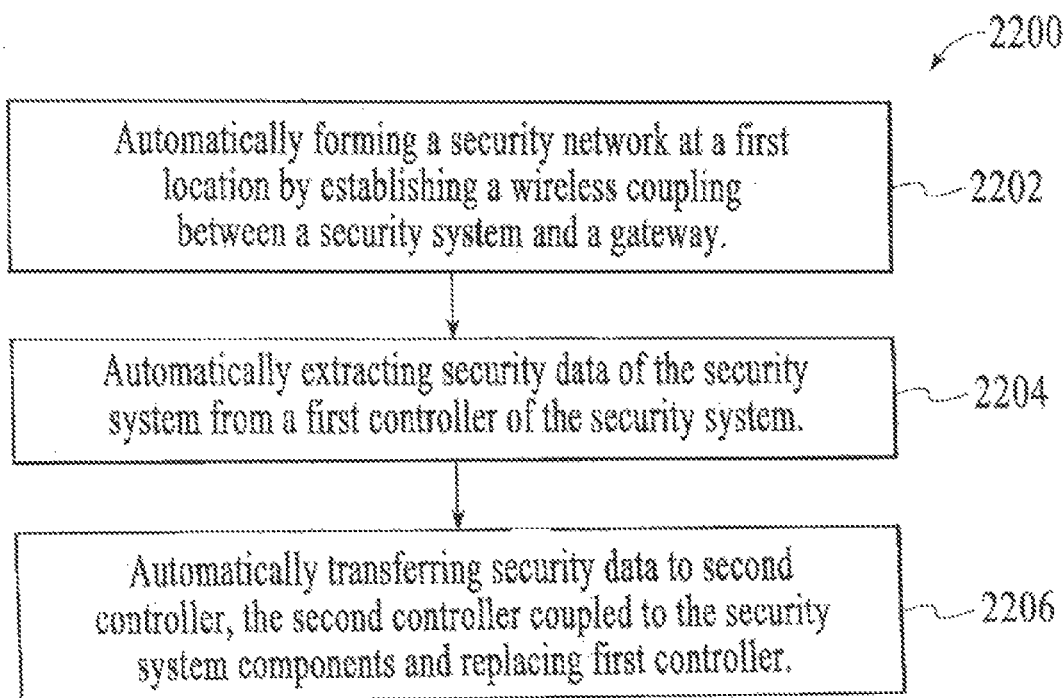 2200
Automatically forming a security network at a first
location by establishing a wireless coupling
between a security system and a gateway.
2202
Automatically extracting security data of the security
system from a first controller of the security system.
2204
Automatically transferring security data to second
controller, the second controller coupled to the security
system components and replacing first controller.
2206